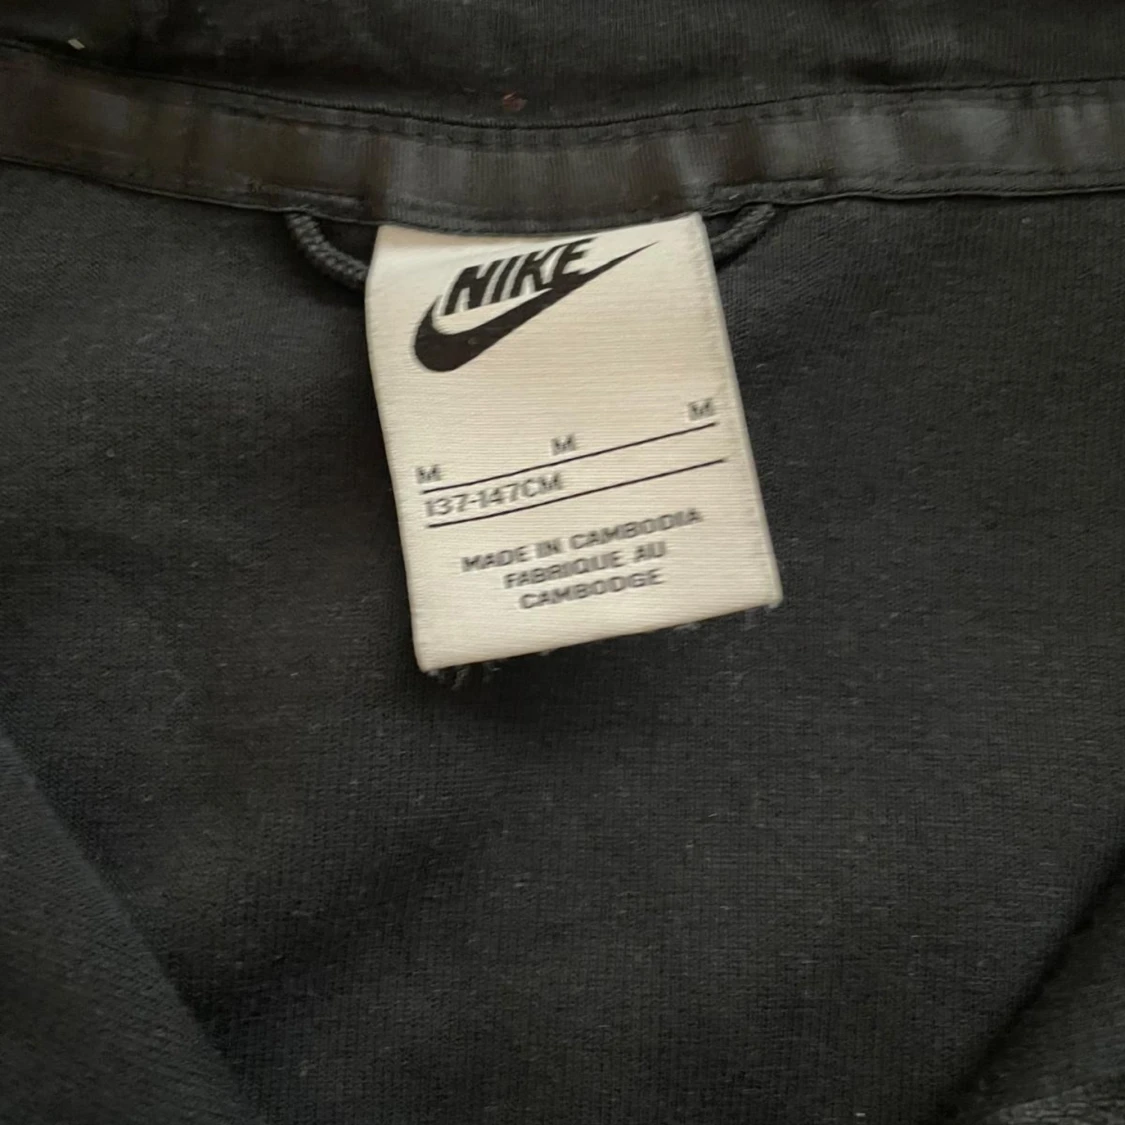 NIKE
M M M
137-147CM
MADE IN CAMBODIA
FABRIQUE AU
CAMBODGE